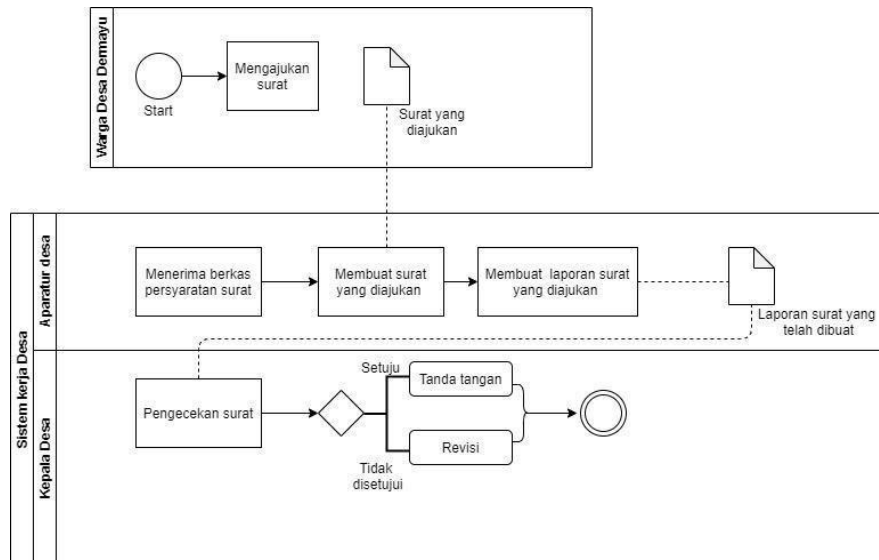 Warga Desa Dermayu
Start
Mengajukan
surat
Surat yang
diajukan
Sistem kerja Desa
Aparatur desa
Menerima berkas
persyaratan surat
Membuat surat
yang diajukan
Membuat laporan surat
yang diajukan
Laporan surat yang
telah dibuat
Kepala Desa
Pengecekan surat
Setuju
Tanda tangan
Tidak
disetujui
Revisi